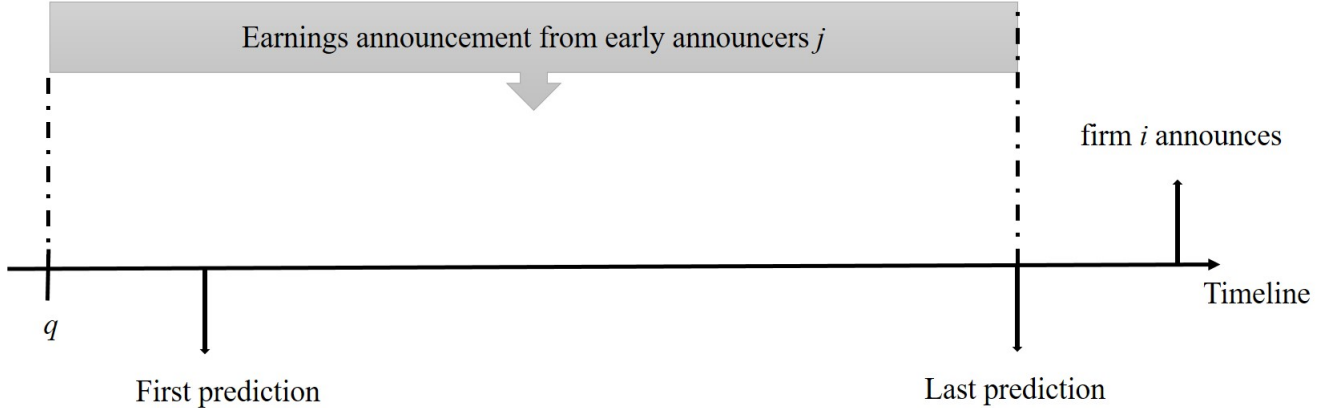 Earnings announcement from early announcers j
firm i announces
Timeline
q
First prediction
Last prediction